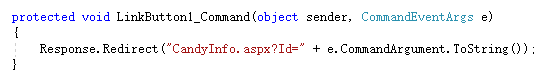 protected void LinkButton1_Command(object sender, CommandEventArgs e)
{
    Response.Redirect("CandyInfo.aspx?Id=" + e.CommandArgument.ToString());
}